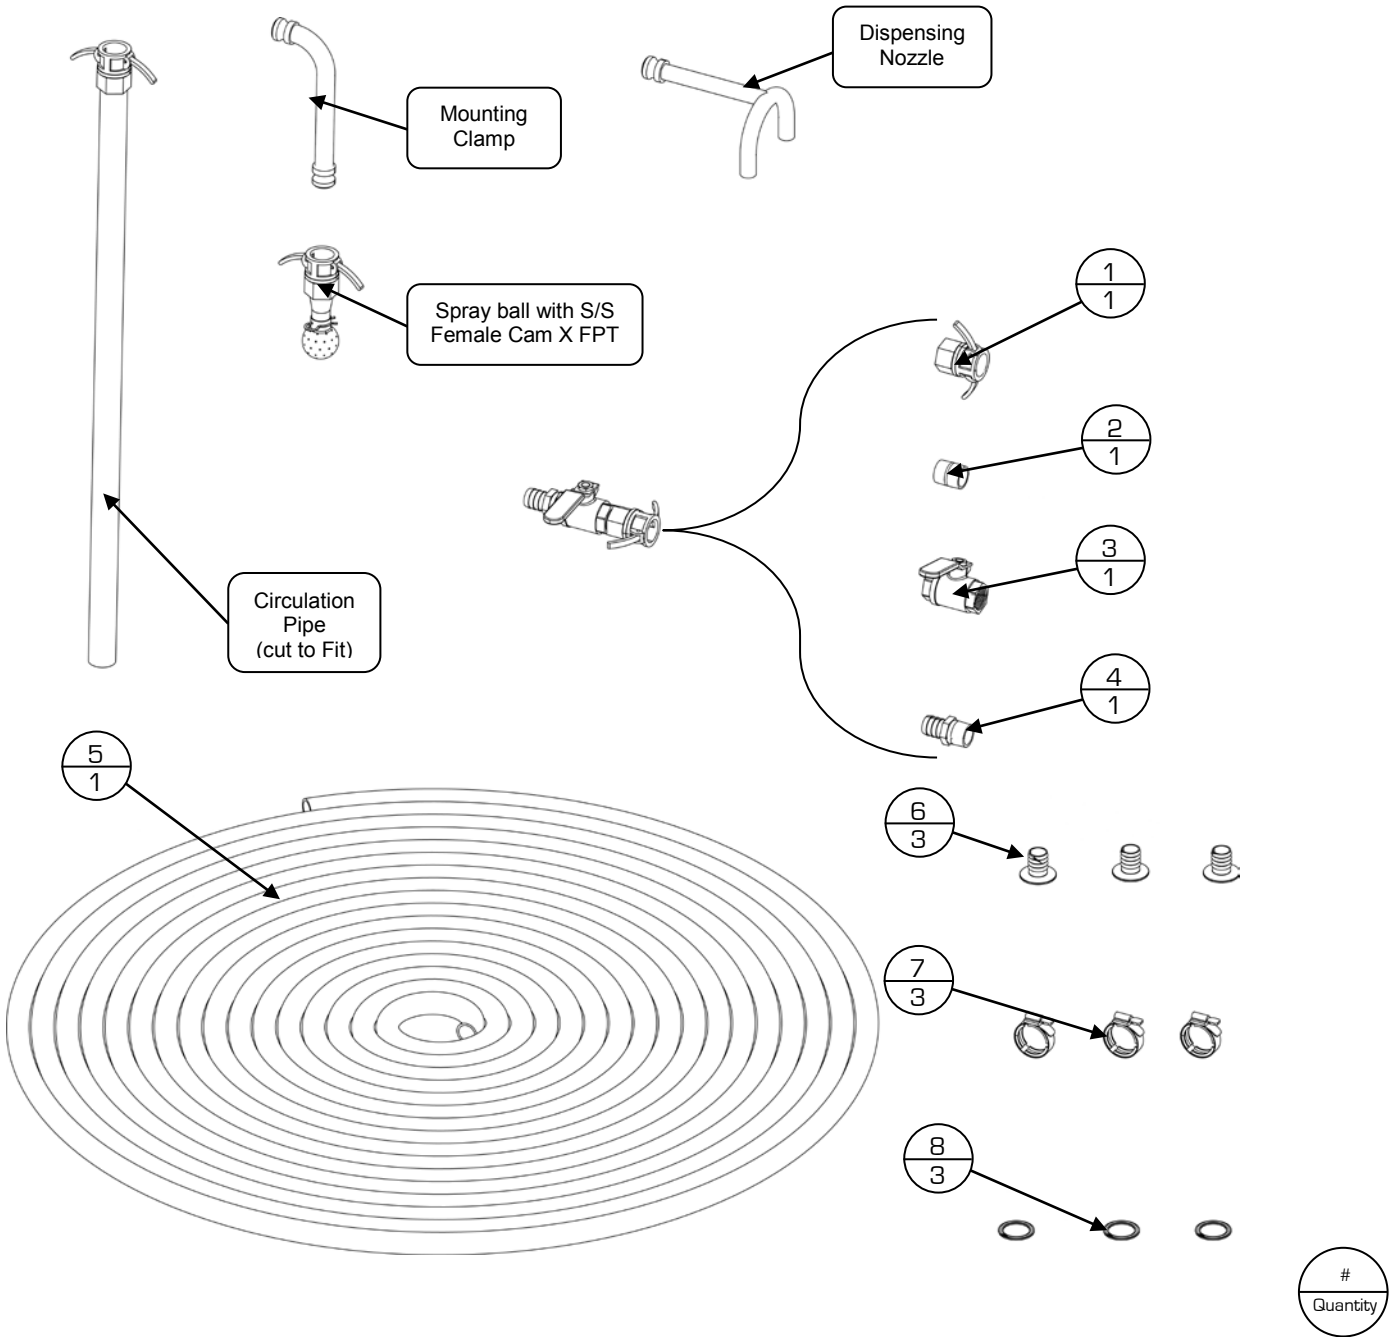 Dispensing
Nozzle
Mounting
Clamp
Spray ball with S/S
Female Cam X FPT
1
1
2
1
3
1
Circulation
Pipe
(cut to Fit)
4
1
5
1
6
3
7
3
8
3
#
Quantity